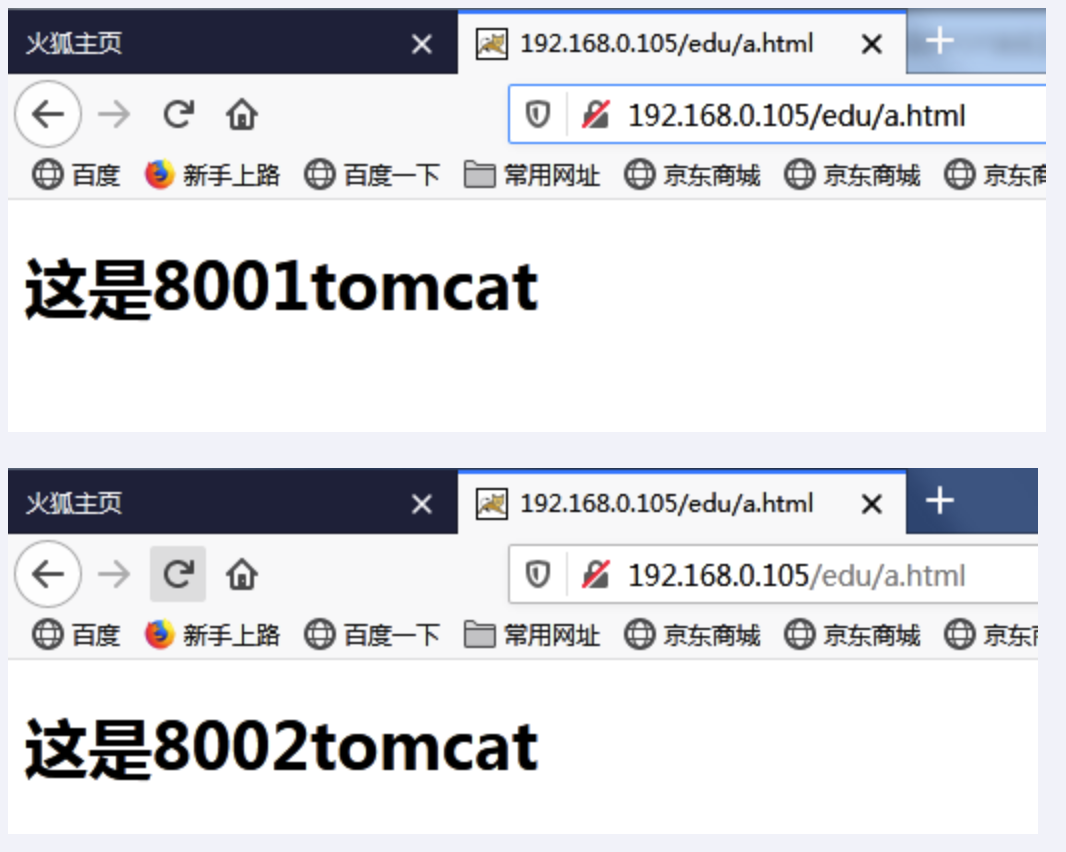 火狐主页
192.168.0.105/edu/a.html
192.168.0.105/edu/a.html
百度 新手上路 百度一下 常用网址 京东商城 京东商城 京东
这是8001tomcat
火狐主页
192.168.0.105/edu/a.html
192.168.0.105/edu/a.html
百度 新手上路 百度一下 常用网址 京东商城 京东商城 京东
这是8002tomcat